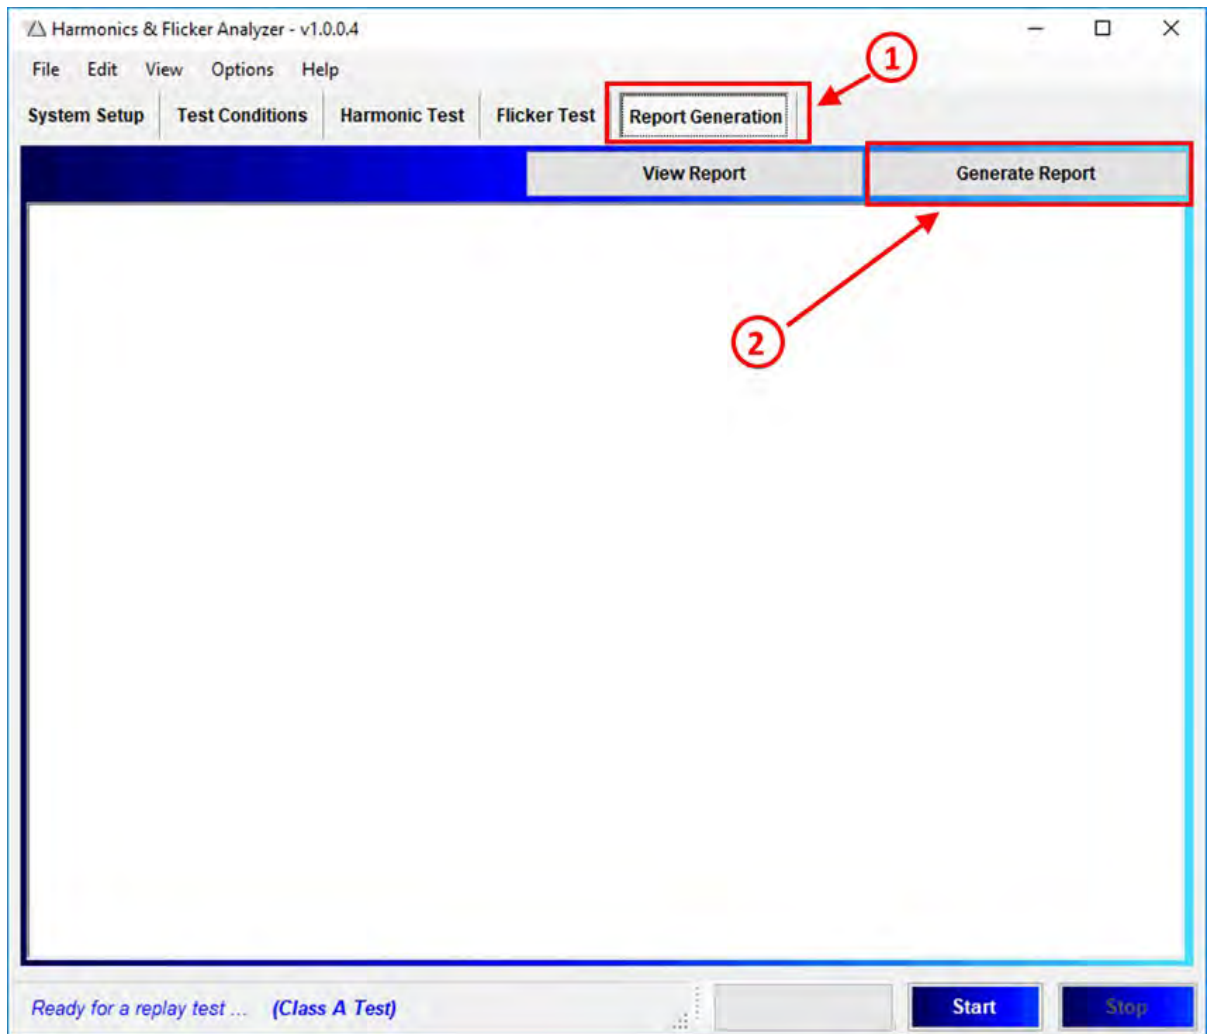 Harmonics & Flicker Analyzer - v1.0.0.4
File Edit View Options Help
1
System Setup Test Conditions Harmonic Test Flicker Test Report Generation
View Report Generate Report
2
Ready for a replay test ... (Class A Test) Start Stop